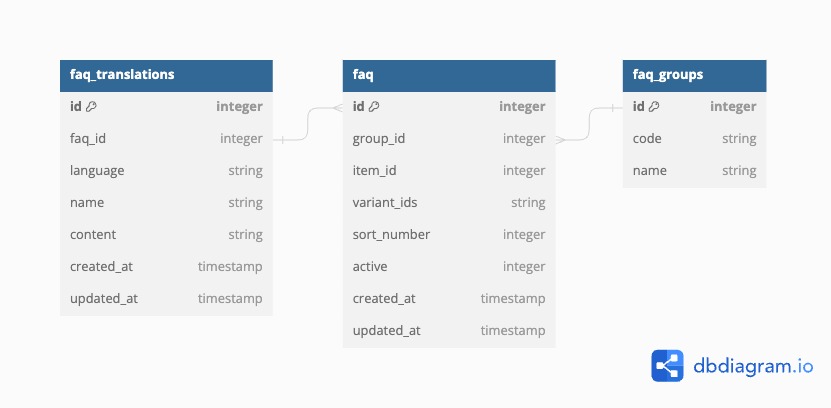 faq_translations
id integer
faq_id integer
language string
name string
content string
created_at timestamp
updated_at timestamp
faq
id integer
group_id integer
item_id integer
variant_ids string
sort_number integer
active integer
created_at timestamp
updated_at timestamp
faq_groups
id integer
code string
name string
dbdiagram.io